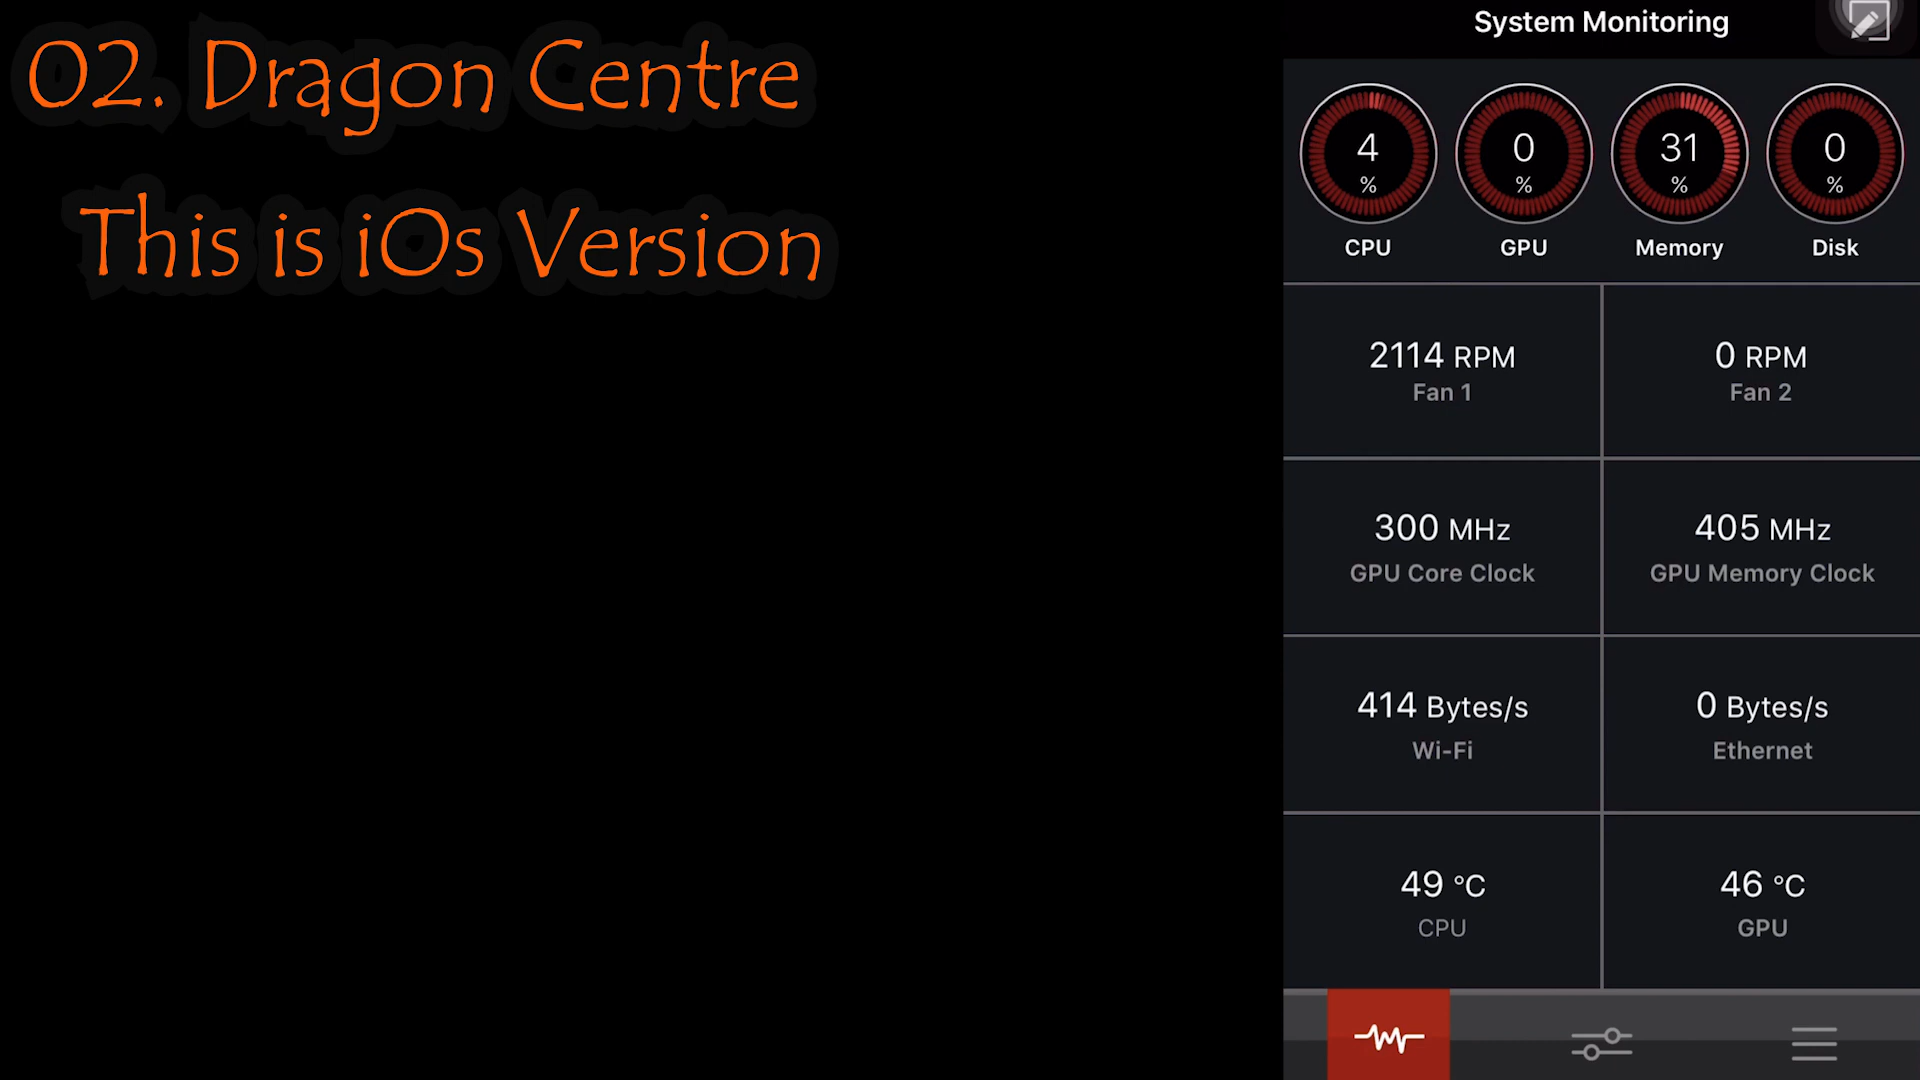 02. Dragon Centre
This is iOs Version
System Monitoring
4 0 31 0
% % % %
CPU GPU Memory Disk
2114 RPM 0 RPM
Fan 1 Fan 2
300 MHz 405 MHz
GPU Core Clock GPU Memory Clock
414 Bytes/s 0 Bytes/s
Wi-Fi Ethernet
49 °C 46 °C
CPU GPU